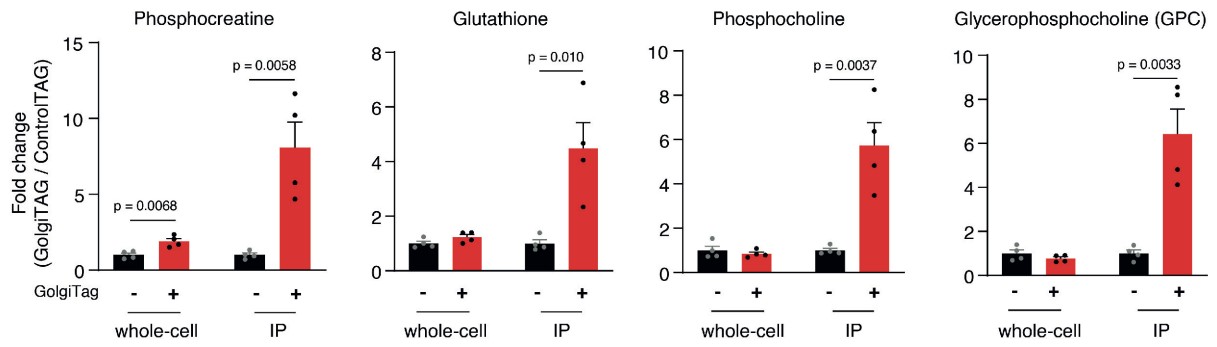 Phosphocreatine
Fold change
(GolgiTAG / ControlTAG)
15
10
5
0
p = 0.0068
p = 0.0058
GolgiTag
- + - +
whole-cell IP
Glutathione
8
6
4
2
0
p = 0.010
- + - +
whole-cell IP
Phosphocholine
10
8
6
4
2
0
p = 0.0037
- + - +
whole-cell IP
Glycerophosphocholine (GPC)
10
8
6
4
2
0
p = 0.0033
- + - +
whole-cell IP